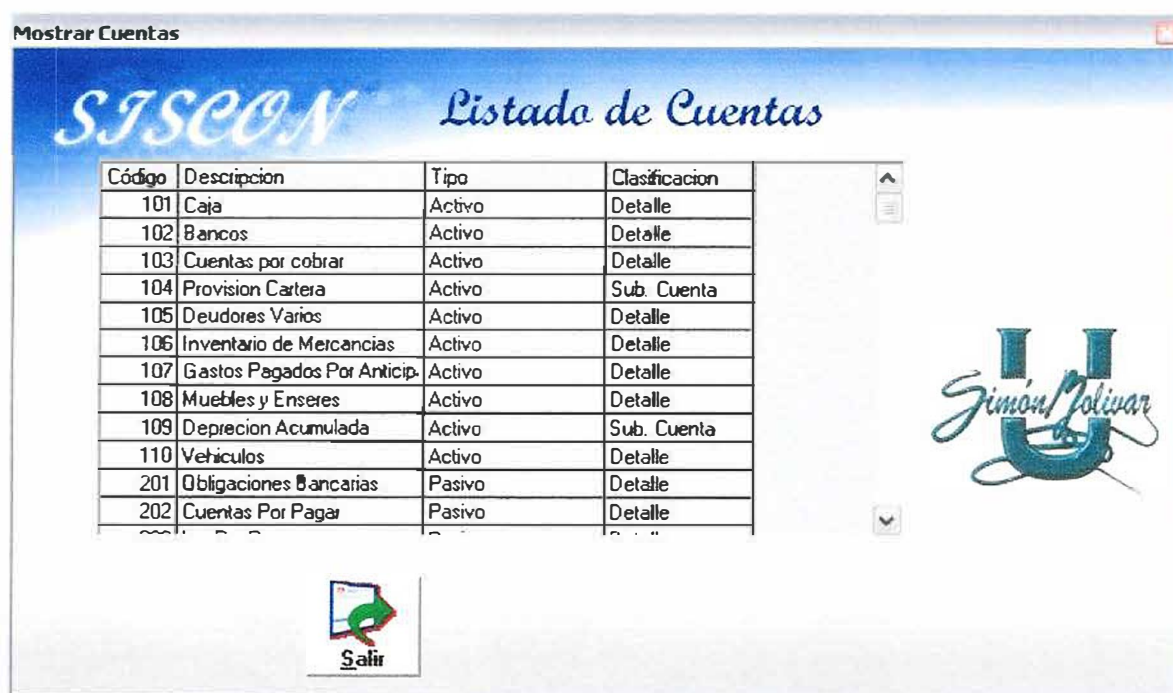 Mostrar Cuentas
SISCON Listado de Cuentas
Código Descripcion Tipo Clasificacion
101 Caja Activo Detalle
102 Bancos Activo Detalle
103 Cuentas por cobrar Activo Detalle
104 Provision Cartera Activo Sub. Cuenta
105 Deudores Varios Activo Detalle
106 Inventario de Mercancias Activo Detalle
107 Gastos Pagados Por Anticip. Activo Detalle
108 Muebles y Enseres Activo Detalle
109 Deprecion Acumulada Activo Sub. Cuenta
110 Vehiculos Activo Detalle
201 Obligaciones Bancarias Pasivo Detalle
202 Cuentas Por Pagar Pasivo Detalle
U
Simón Bolivar
Salir